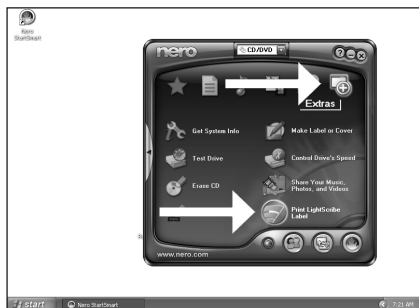 Nero
StartSmart
nero
CD/DVD
Extras
Get System Info
Make Label or Cover
Test Drive
Control Drive's Speed
Erase CD
Share Your Music,
Photos, and Videos
Print LightScribe
Label
www.nero.com
start
Nero StartSmart
7:21 AM